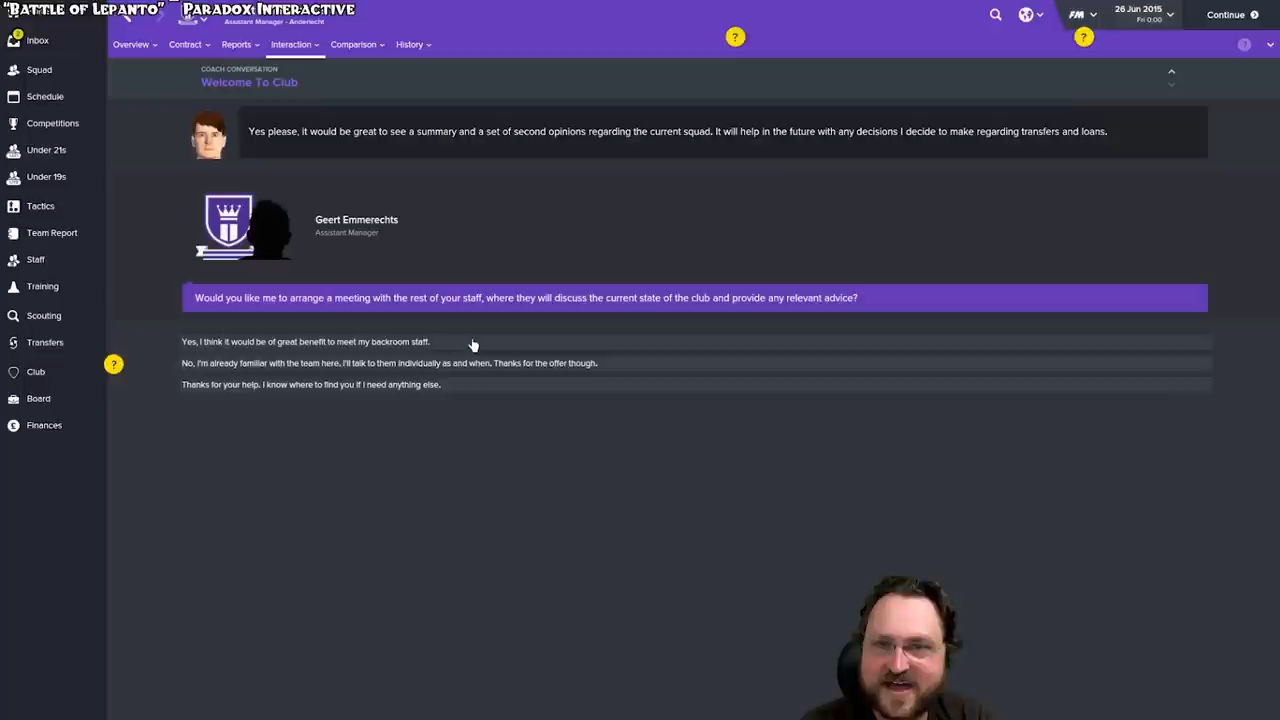 "Battle of Lepanto" – Paradox Interactive
Assistant Manager - Anderlecht
26 Jun 2015
Fri 0:00
FM
Continue
Overview
Contract
Reports
Interaction
Comparison
History
?
?
?
COACH CONVERSATION
Welcome To Club
2
Inbox
Squad
Schedule
Competitions
Under 21s
Under 19s
Tactics
Team Report
Staff
Training
Scouting
Transfers
Club
Board
Finances
Yes please, it would be great to see a summary and a set of second opinions regarding the current squad. It will help in the future with any decisions I decide to make regarding transfers and loans.
Geert Emmerechts
Assistant Manager
Would you like me to arrange a meeting with the rest of your staff, where they will discuss the current state of the club and provide any relevant advice?
Yes, I think it would be of great benefit to meet my backroom staff.
?
No, I'm already familiar with the team here. I'll talk to them individually as and when. Thanks for the offer though.
Thanks for your help. I know where to find you if I need anything else.